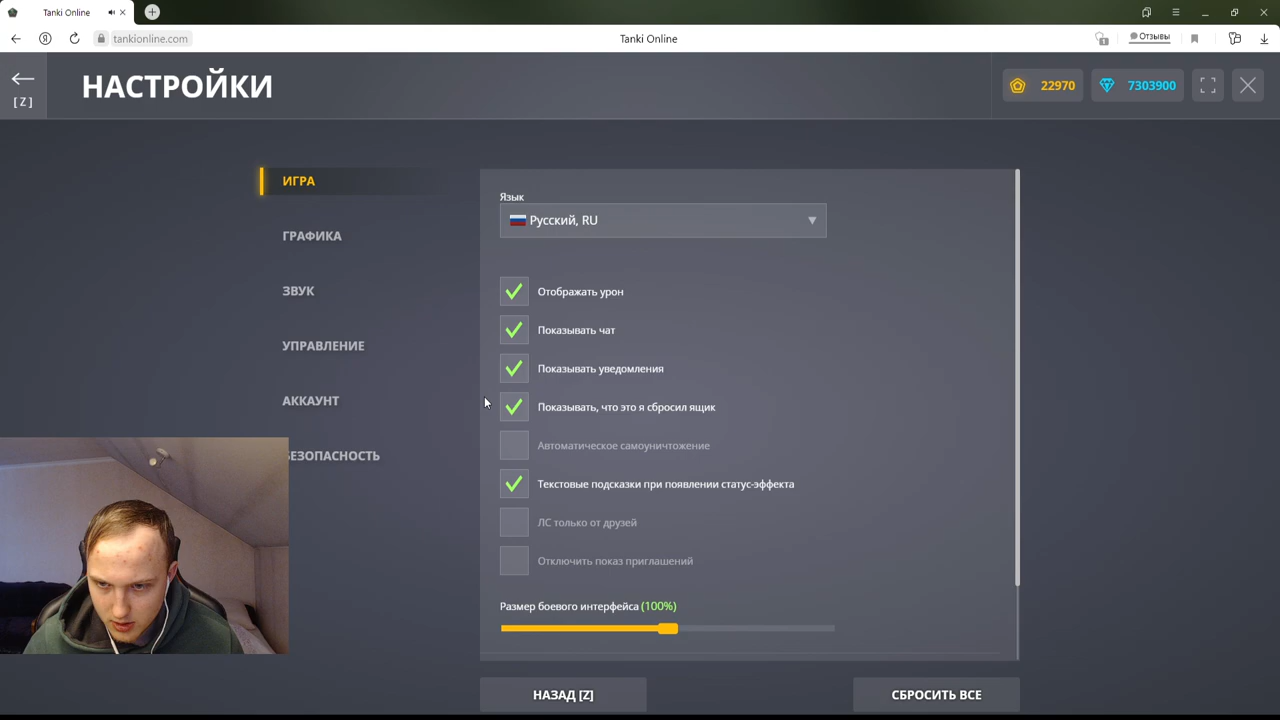 Tanki Online
tankionline.com
Tanki Online
Отзывы
[ Z ]
НАСТРОЙКИ
22970
7303900
ИГРА
ГРАФИКА
ЗВУК
УПРАВЛЕНИЕ
АККАУНТ
БЕЗОПАСНОСТЬ
Язык
Русский, RU
Отображать урон
Показывать чат
Показывать уведомления
Показывать, что это я сбросил ящик
Автоматическое самоуничтожение
Текстовые подсказки при появлении статус-эффекта
ЛС только от друзей
Отключить показ приглашений
Размер боевого интерфейса (100%)
НАЗАД [Z]
СБРОСИТЬ ВСЕ